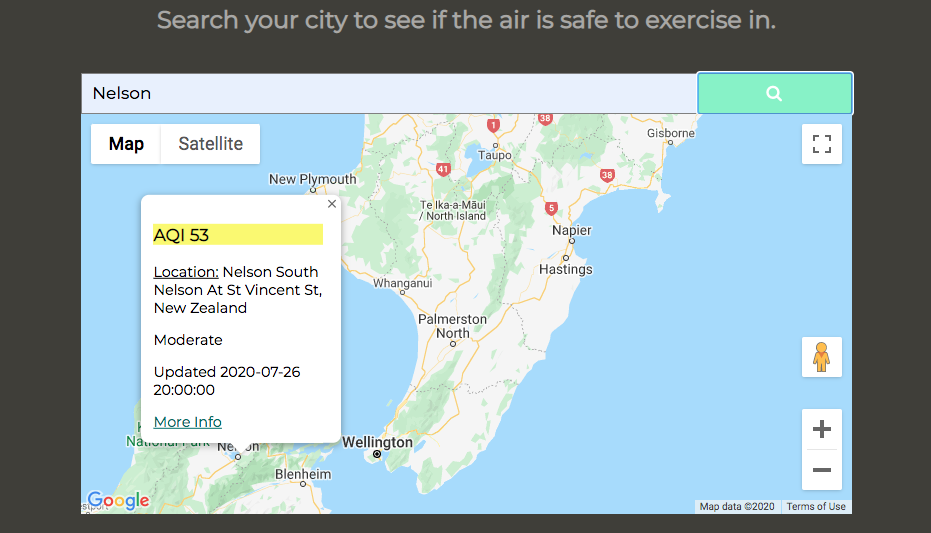 Search your city to see if the air is safe to exercise in.
Nelson
Map
Satellite
1
38
Gisborne
Taupo
41
38
New Plymouth
Te Ika-a-Māui
/ North Island
5
AQI 53
Napier
Location: Nelson South
Nelson At St Vincent St,
New Zealand
Hastings
Whanganui
Palmerston
North
Moderate
Updated 2020-07-26
20:00:00
More Info
National Park
Nelson
Wellington
Blenheim
Google
Map data ©2020
Terms of Use